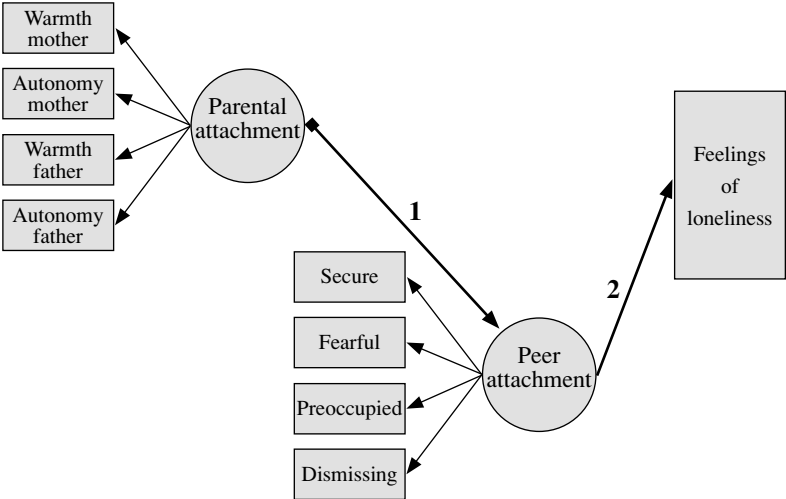 Warmth
mother
Autonomy
mother
Warmth
father
Autonomy
father
Parental
attachment
1
Secure
Fearful
Preoccupied
Dismissing
Peer
attachment
2
Feelings
of
loneliness